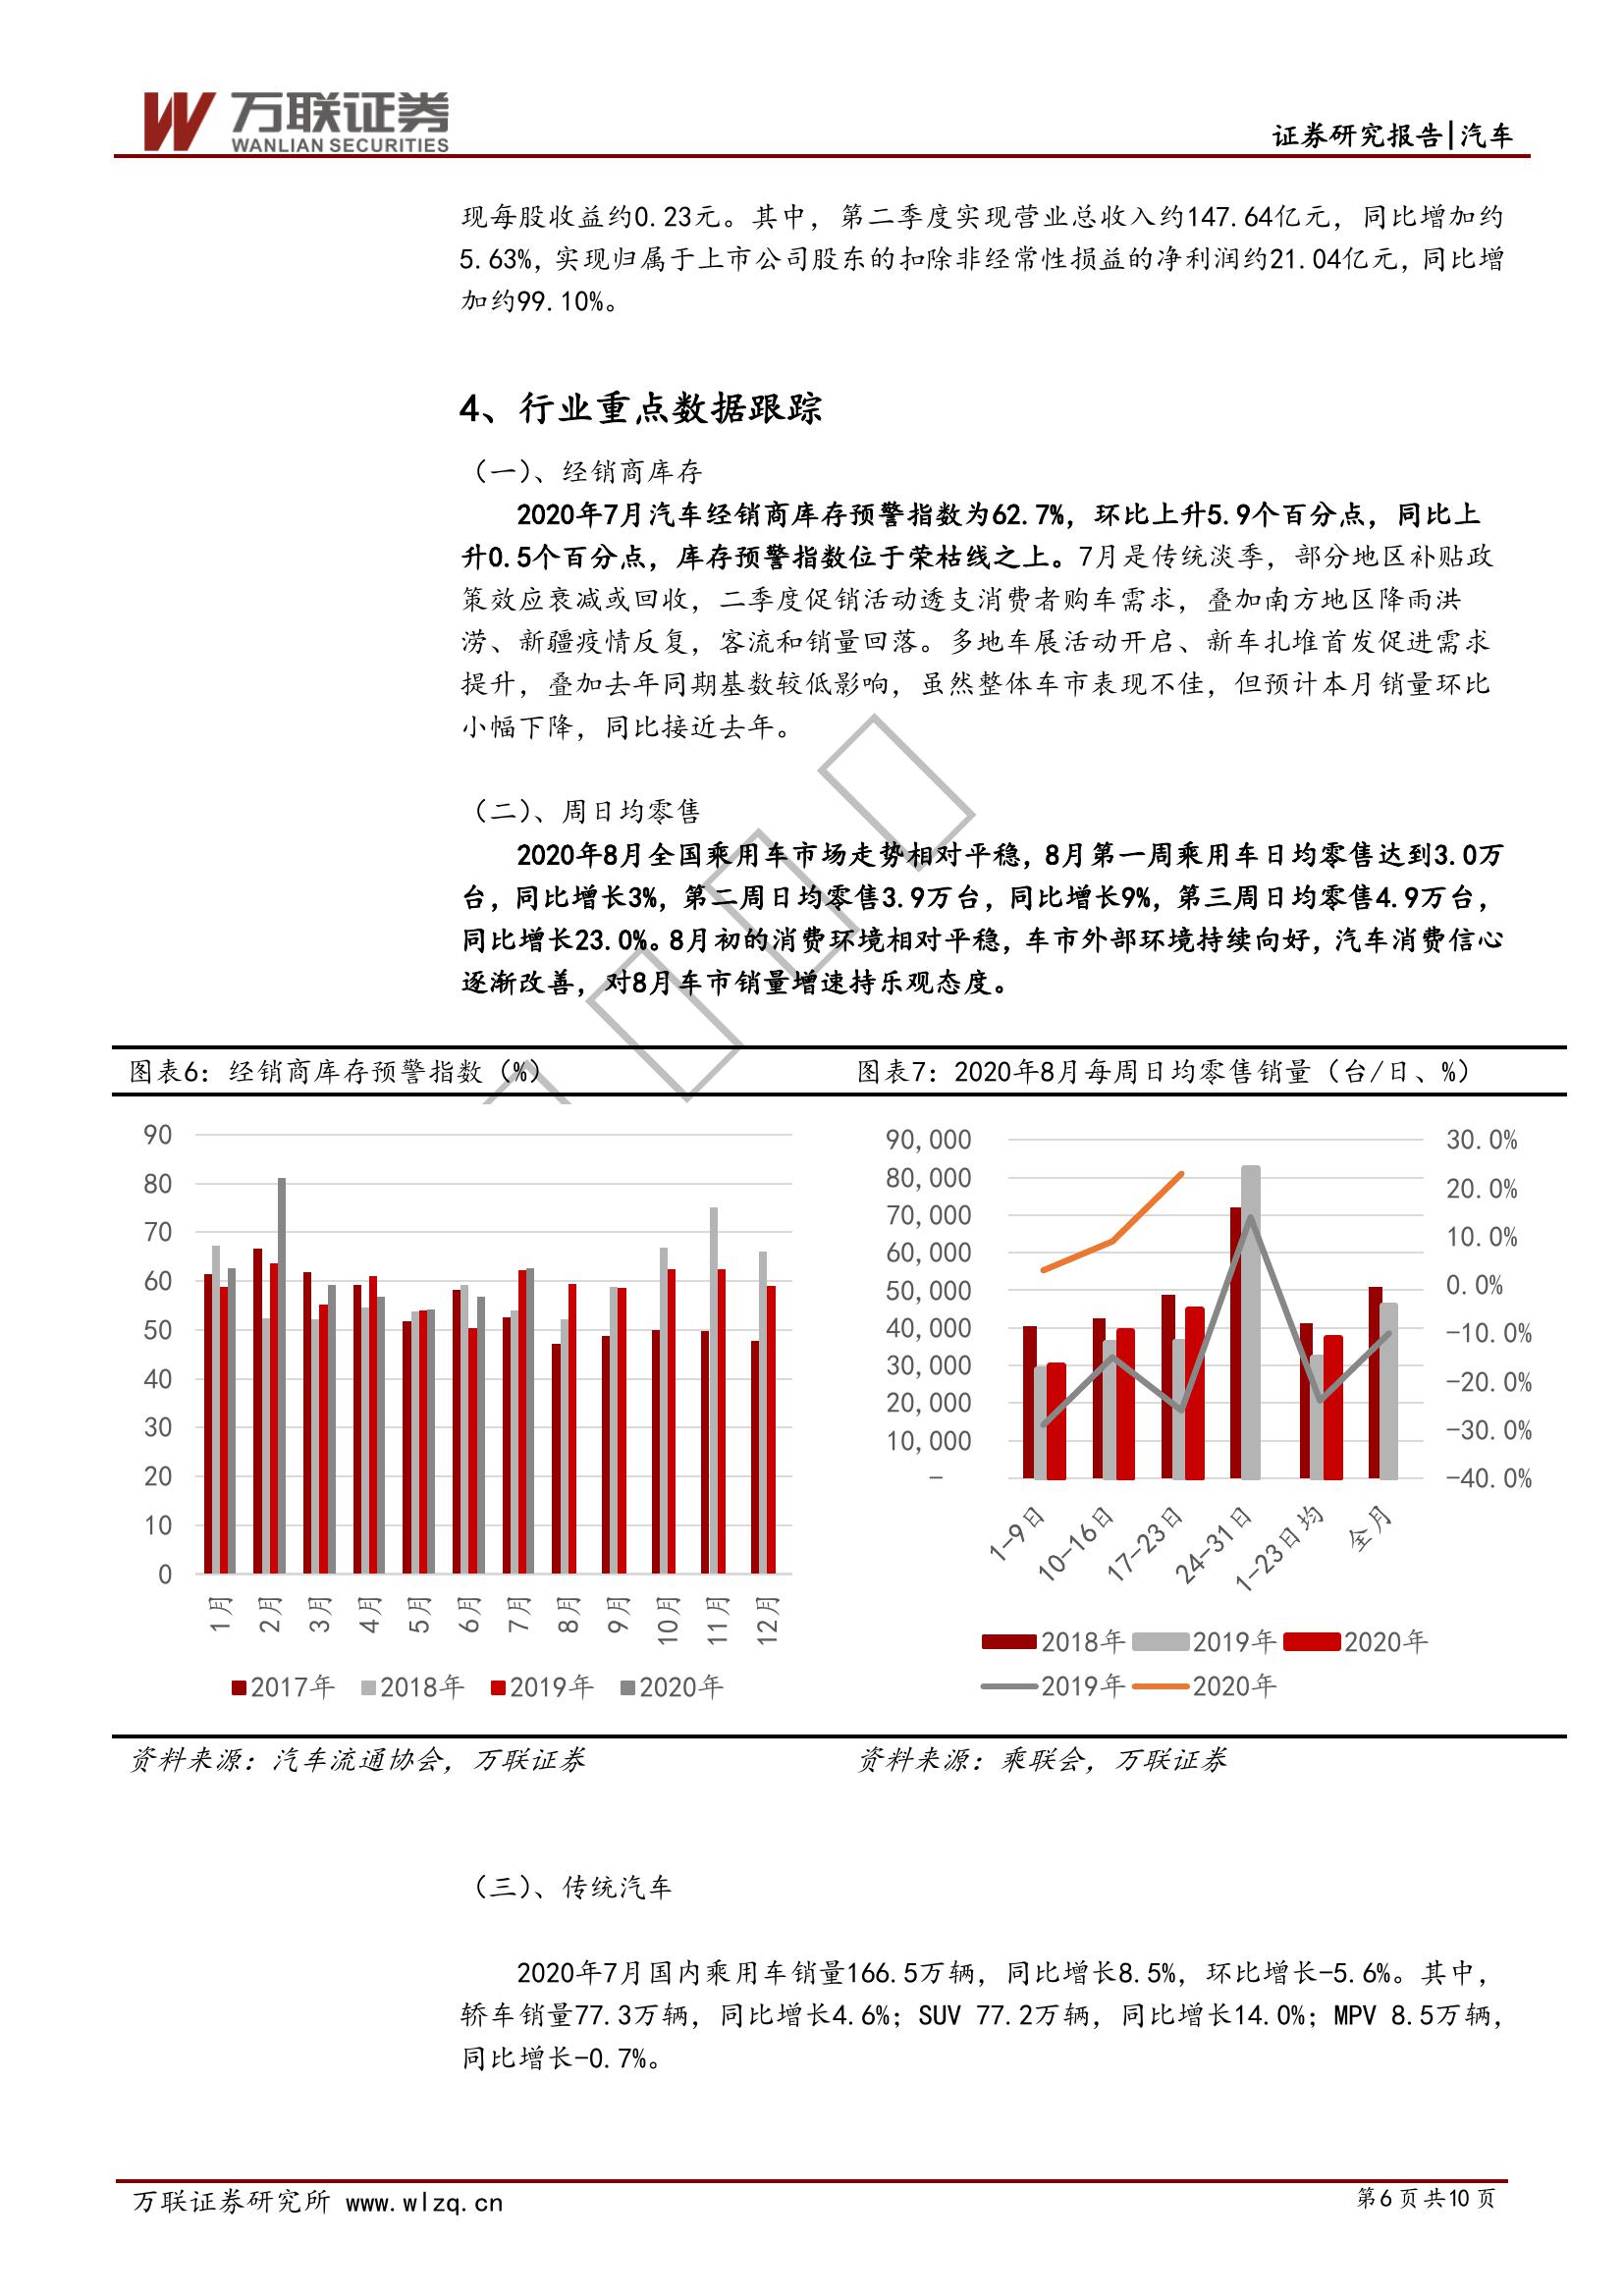 万联证券
WANLIAN SECURITIES
证券研究报告|汽车
现每股收益约0.23元。其中，第二季度实现营业总收入约147.64亿元，同比增加约
5.63%，实现归属于上市公司股东的扣除非经常性损益的净利润约21.04亿元，同比增
加约99.10%。
4、行业重点数据跟踪
（一）、经销商库存
2020年7月汽车经销商库存预警指数为62.7%，环比上升5.9个百分点，同比上
升0.5个百分点，库存预警指数位于荣枯线之上。7月是传统淡季，部分地区补贴政
策效应衰减或回收，二季度促销活动透支消费者购车需求，叠加南方地区降雨洪
涝、新疆疫情反复，客流和销量回落。多地车展活动开启、新车扎堆首发促进需求
提升，叠加去年同期基数较低影响，虽然整体车市表现不佳，但预计本月销量环比
小幅下降，同比接近去年。
（二）、周日均零售
2020年8月全国乘用车市场走势相对平稳，8月第一周乘用车日均零售达到3.0万
台，同比增长3%，第二周日均零售3.9万台，同比增长9%，第三周日均零售4.9万台，
同比增长23.0%。8月初的消费环境相对平稳，车市外部环境持续向好，汽车消费信心
逐渐改善，对8月车市销量增速持乐观态度。
图表6：经销商库存预警指数（%）
90
80
70
60
50
40
30
20
10
0
1月 2月 3月 4月 5月 6月 7月 8月 9月 10月 11月 12月
2017年 2018年 2019年 2020年
资料来源：汽车流通协会，万联证券
图表7：2020年8月每周日均零售销量（台/日、%）
90,000
80,000
70,000
60,000
50,000
40,000
30,000
20,000
10,000
-
30.0%
20.0%
10.0%
0.0%
-10.0%
-20.0%
-30.0%
-40.0%
1-9日 10-16日 17-23日 24-31日 1-23日均 全月
2018年 2019年 2020年
2019年 2020年
资料来源：乘联会，万联证券
（三）、传统汽车
2020年7月国内乘用车销量166.5万辆，同比增长8.5%，环比增长-5.6%。其中，
轿车销量77.3万辆，同比增长4.6%；SUV 77.2万辆，同比增长14.0%；MPV 8.5万辆，
同比增长-0.7%。
万联证券研究所 www.wlzq.cn
第6页共10页